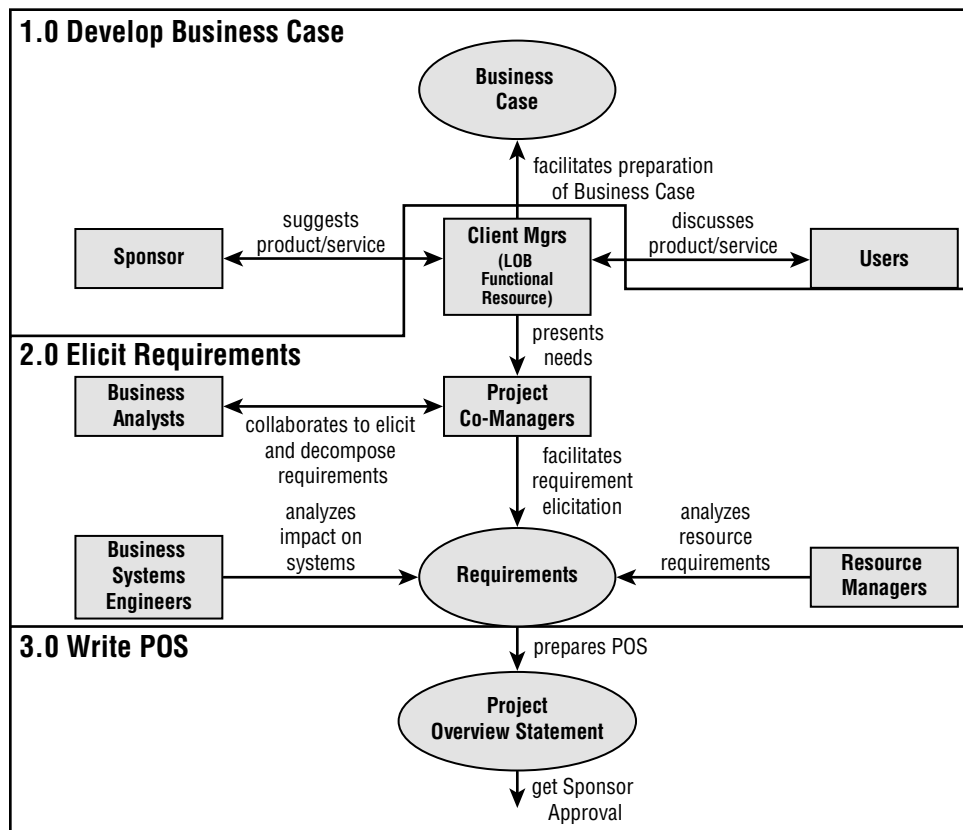 1.0 Develop Business Case
Business
Case
facilitates preparation
of Business Case
suggests
product/service
discusses
product/service
Sponsor
Client Mgrs
(LOB
Functional
Resource)
Users
presents
needs
2.0 Elicit Requirements
Business
Analysts
Project
Co-Managers
collaborates to elicit
and decompose
requirements
facilitates
requirement
elicitation
analyzes
impact on
systems
analyzes
resource
requirements
Business
Systems
Engineers
Requirements
Resource
Managers
3.0 Write POS
prepares POS
Project
Overview Statement
get Sponsor
Approval